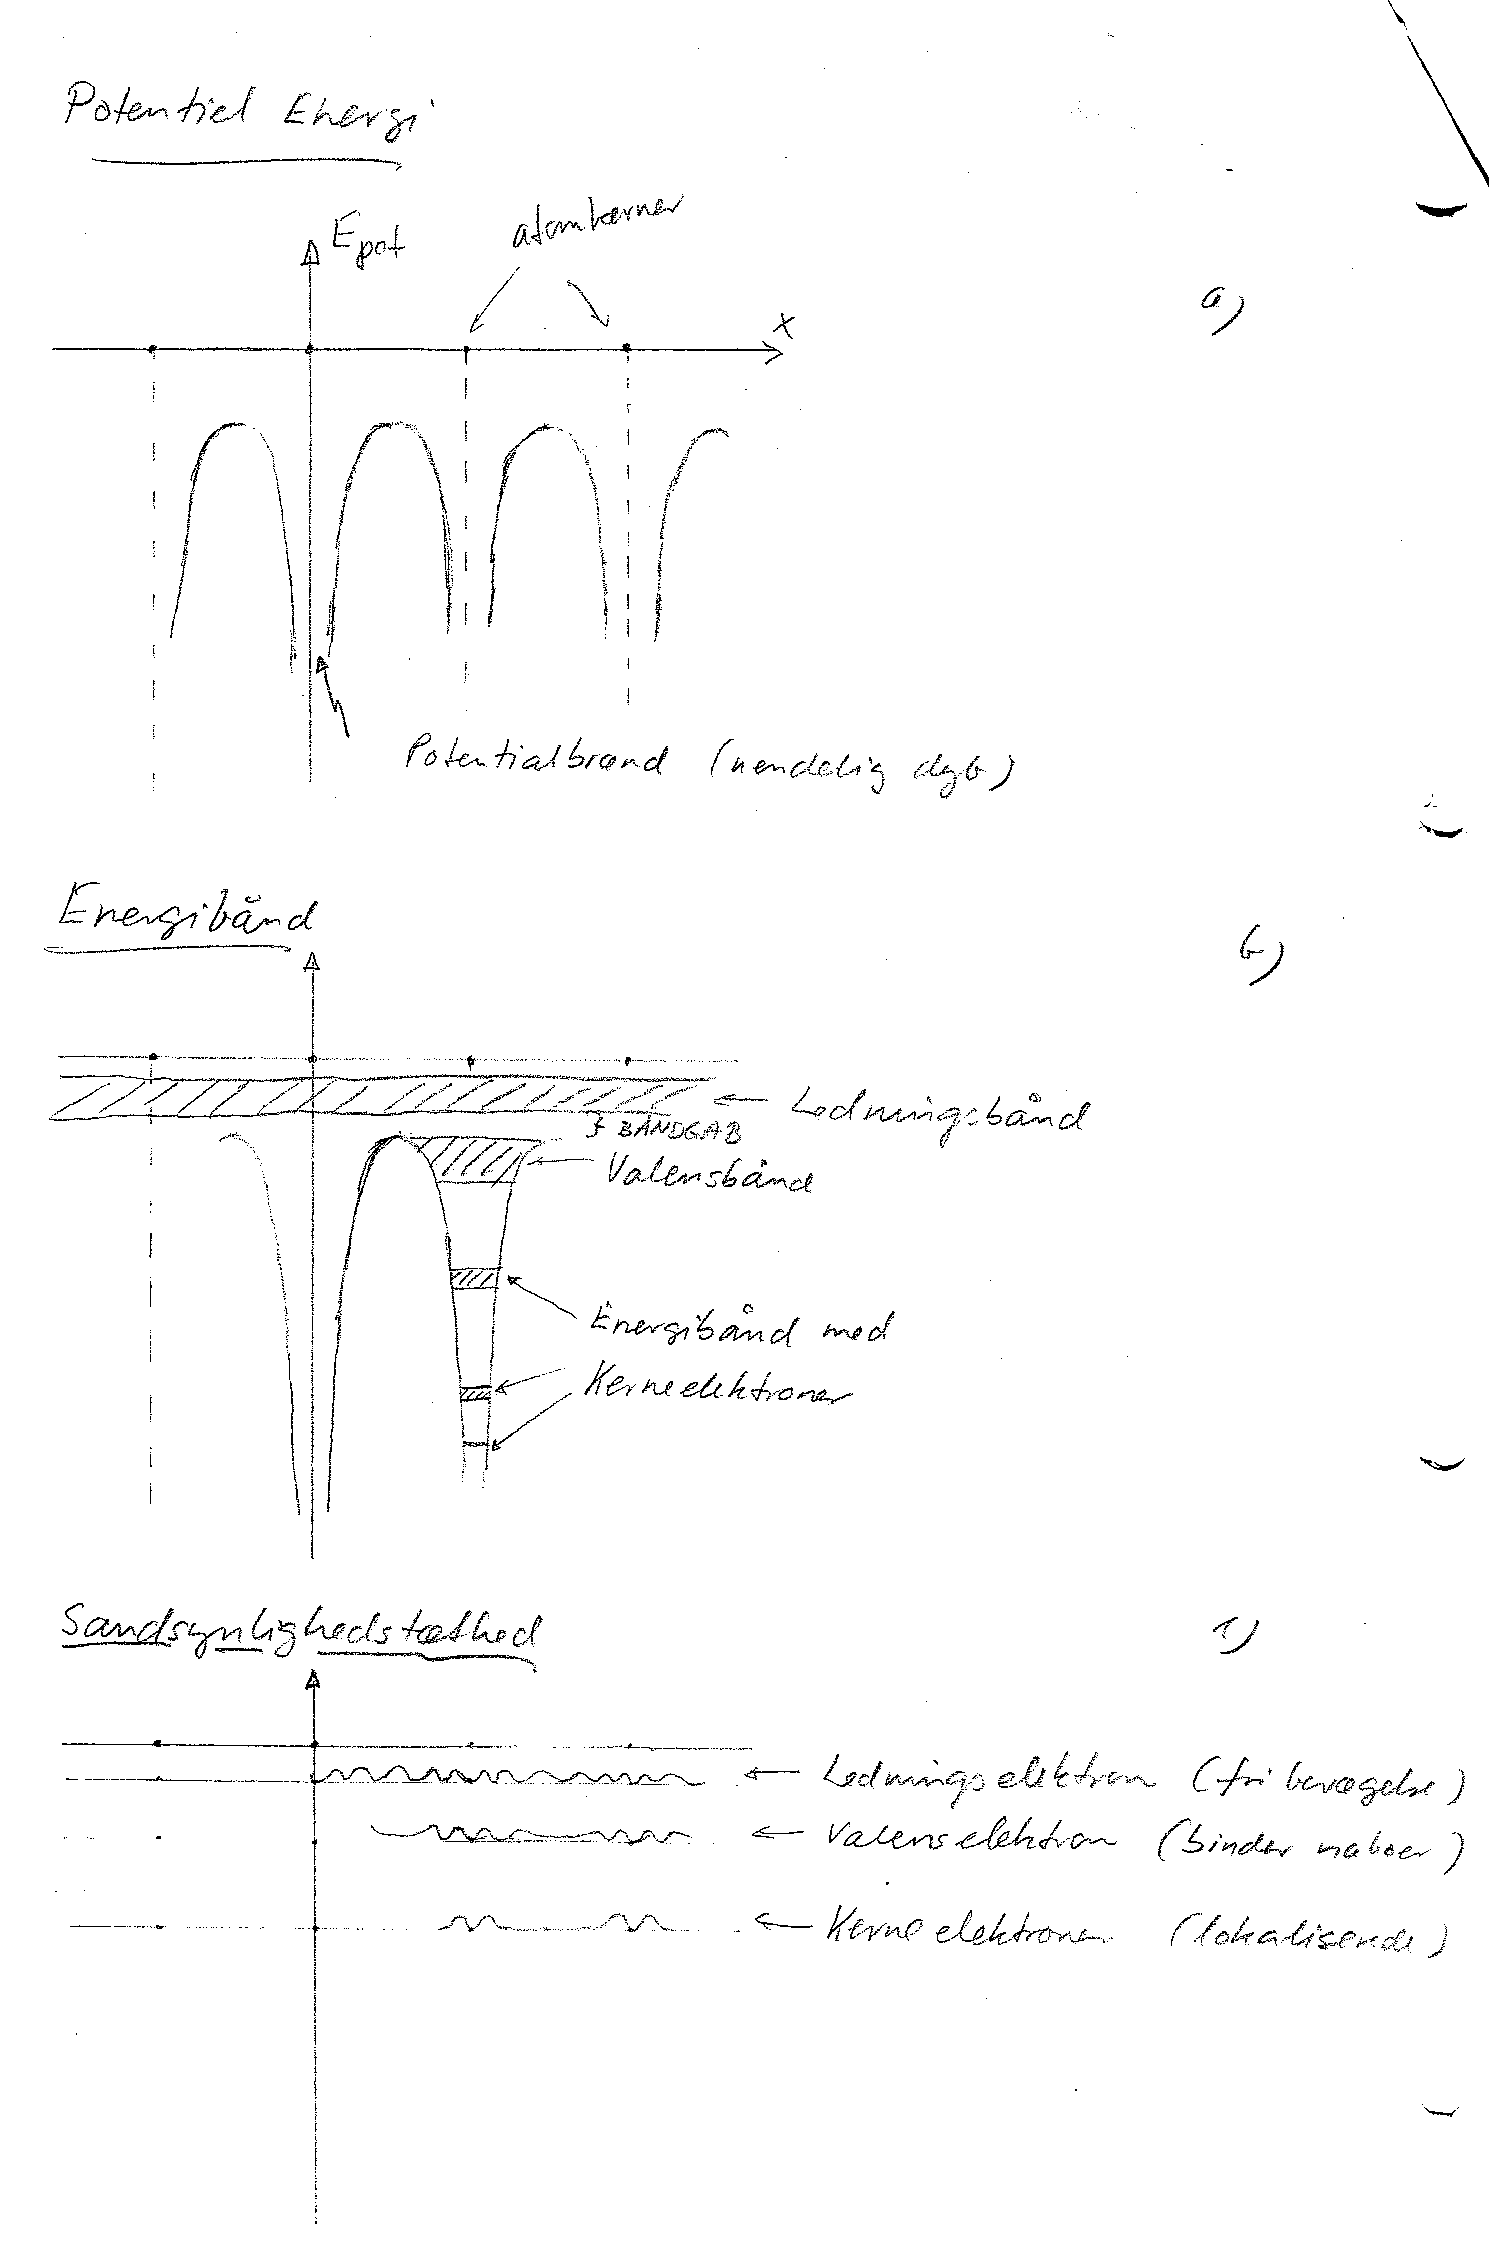 Potentiel Energi
Epot
atomkerner
a)
x
Potentialbrønd (uendelig dyb)
Energibånd
b)
Ledningsbånd
} BÅNDGAB
Valensbånd
Energibånd med
Kerneelektroner
Sandsynlighedstæthed
Ledningselektron (fri bevægelse)
Valenselektron (binder naboer)
Kerneelektroner (lokaliserede)